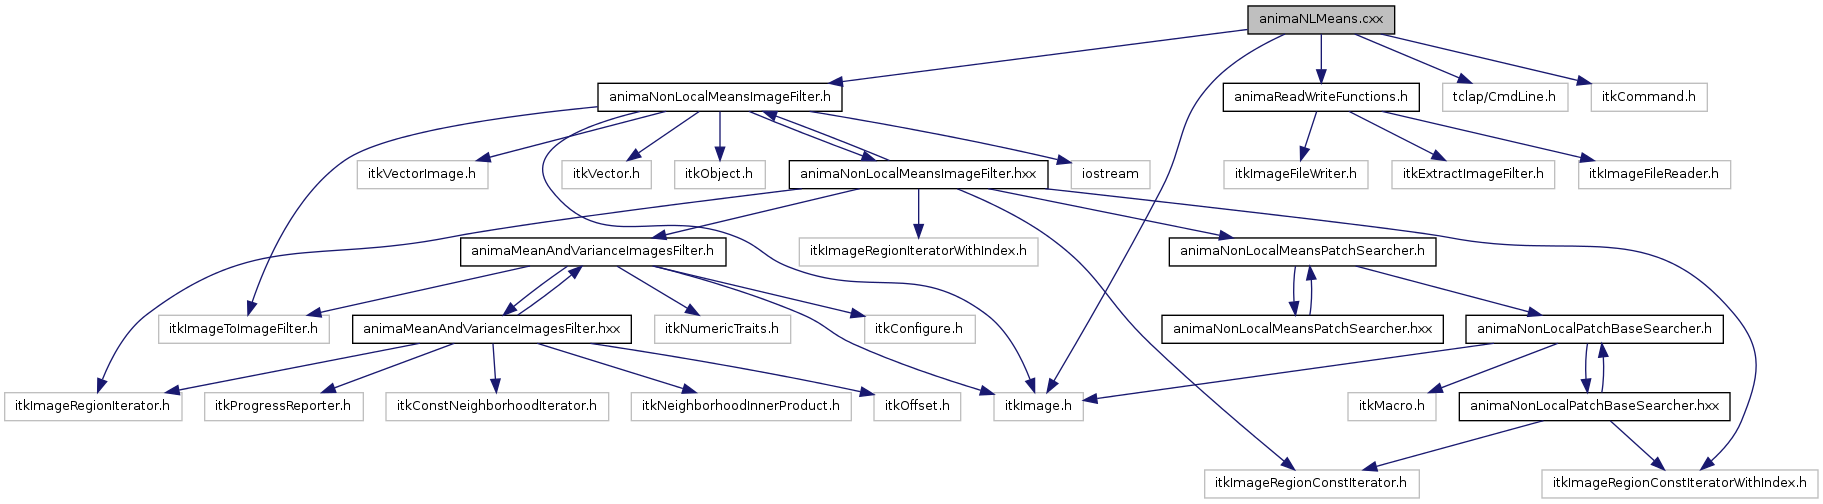 animaNLMeans.cxx
animaNonLocalMeansImageFilter.h
animaReadWriteFunctions.h
tclap/CmdLine.h
itkCommand.h
itkVectorImage.h
itkVector.h
itkObject.h
animaNonLocalMeansImageFilter.hxx
iostream
itkImageFileWriter.h
itkExtractImageFilter.h
itkImageFileReader.h
animaMeanAndVarianceImagesFilter.h
itkImageRegionIteratorWithIndex.h
animaNonLocalMeansPatchSearcher.h
itkImageToImageFilter.h
animaMeanAndVarianceImagesFilter.hxx
itkNumericTraits.h
itkConfigure.h
animaNonLocalMeansPatchSearcher.hxx
animaNonLocalPatchBaseSearcher.h
itkImageRegionIterator.h
itkProgressReporter.h
itkConstNeighborhoodIterator.h
itkNeighborhoodInnerProduct.h
itkOffset.h
itkImage.h
itkMacro.h
animaNonLocalPatchBaseSearcher.hxx
itkImageRegionConstIterator.h
itkImageRegionConstIteratorWithIndex.h